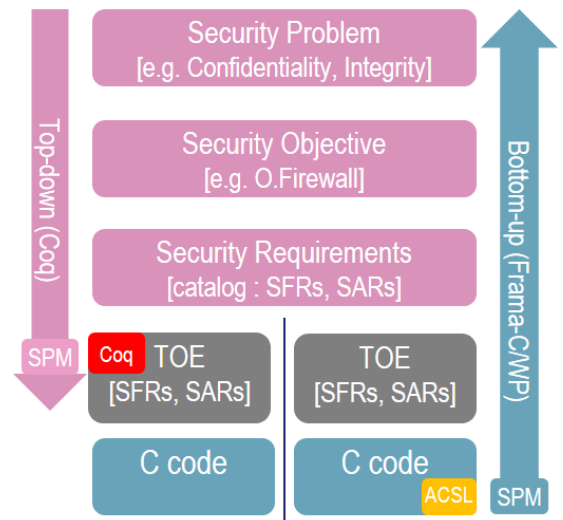 Security Problem
[e.g. Confidentiality, Integrity]
Security Objective
[e.g. O.Firewall]
Security Requirements
[catalog : SFRs, SARs]
Top-down (Coq)
SPM
Coq
TOE
[SFRs, SARs]
C code
TOE
[SFRs, SARs]
C code
ACSL
Bottom-up (Frama-C/WP)
SPM